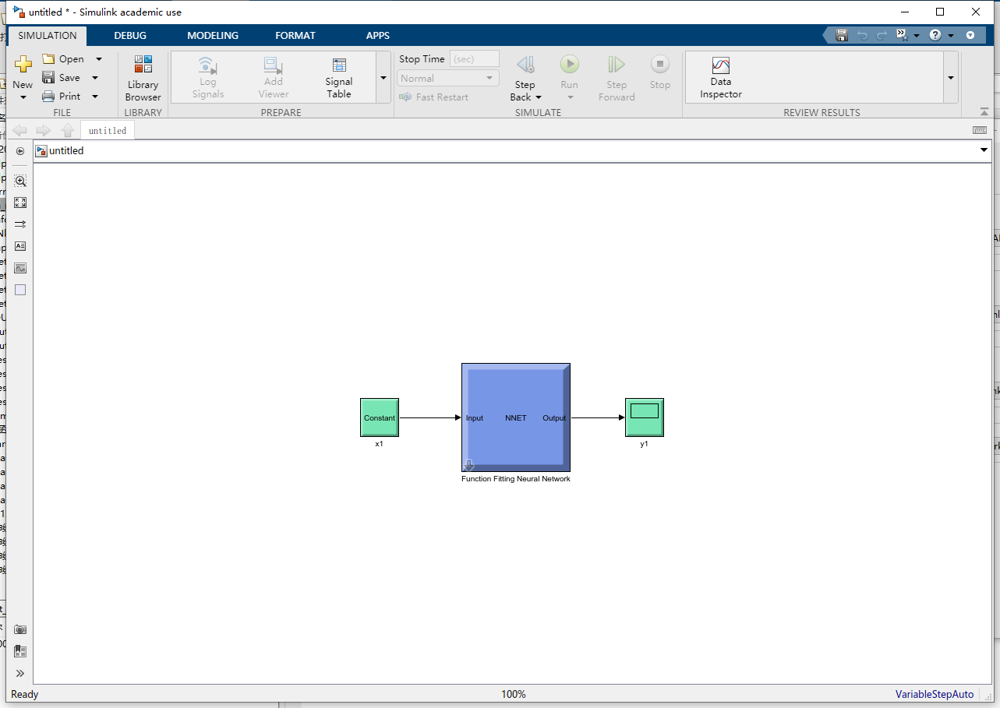 untitled * - Simulink academic use
SIMULATION DEBUG MODELING FORMAT APPS
New
Open
Save
Print
FILE
Library
Browser
LIBRARY
Log
Signals
Add
Viewer
Signal
Table
PREPARE
Stop Time (sec)
Normal
Fast Restart
Step
Back
Run
Step
Forward
Stop
SIMULATE
Data
Inspector
REVIEW RESULTS
untitled
untitled
Constant
x1
Input NNET Output
Function Fitting Neural Network
y1
Ready 100% VariableStepAuto